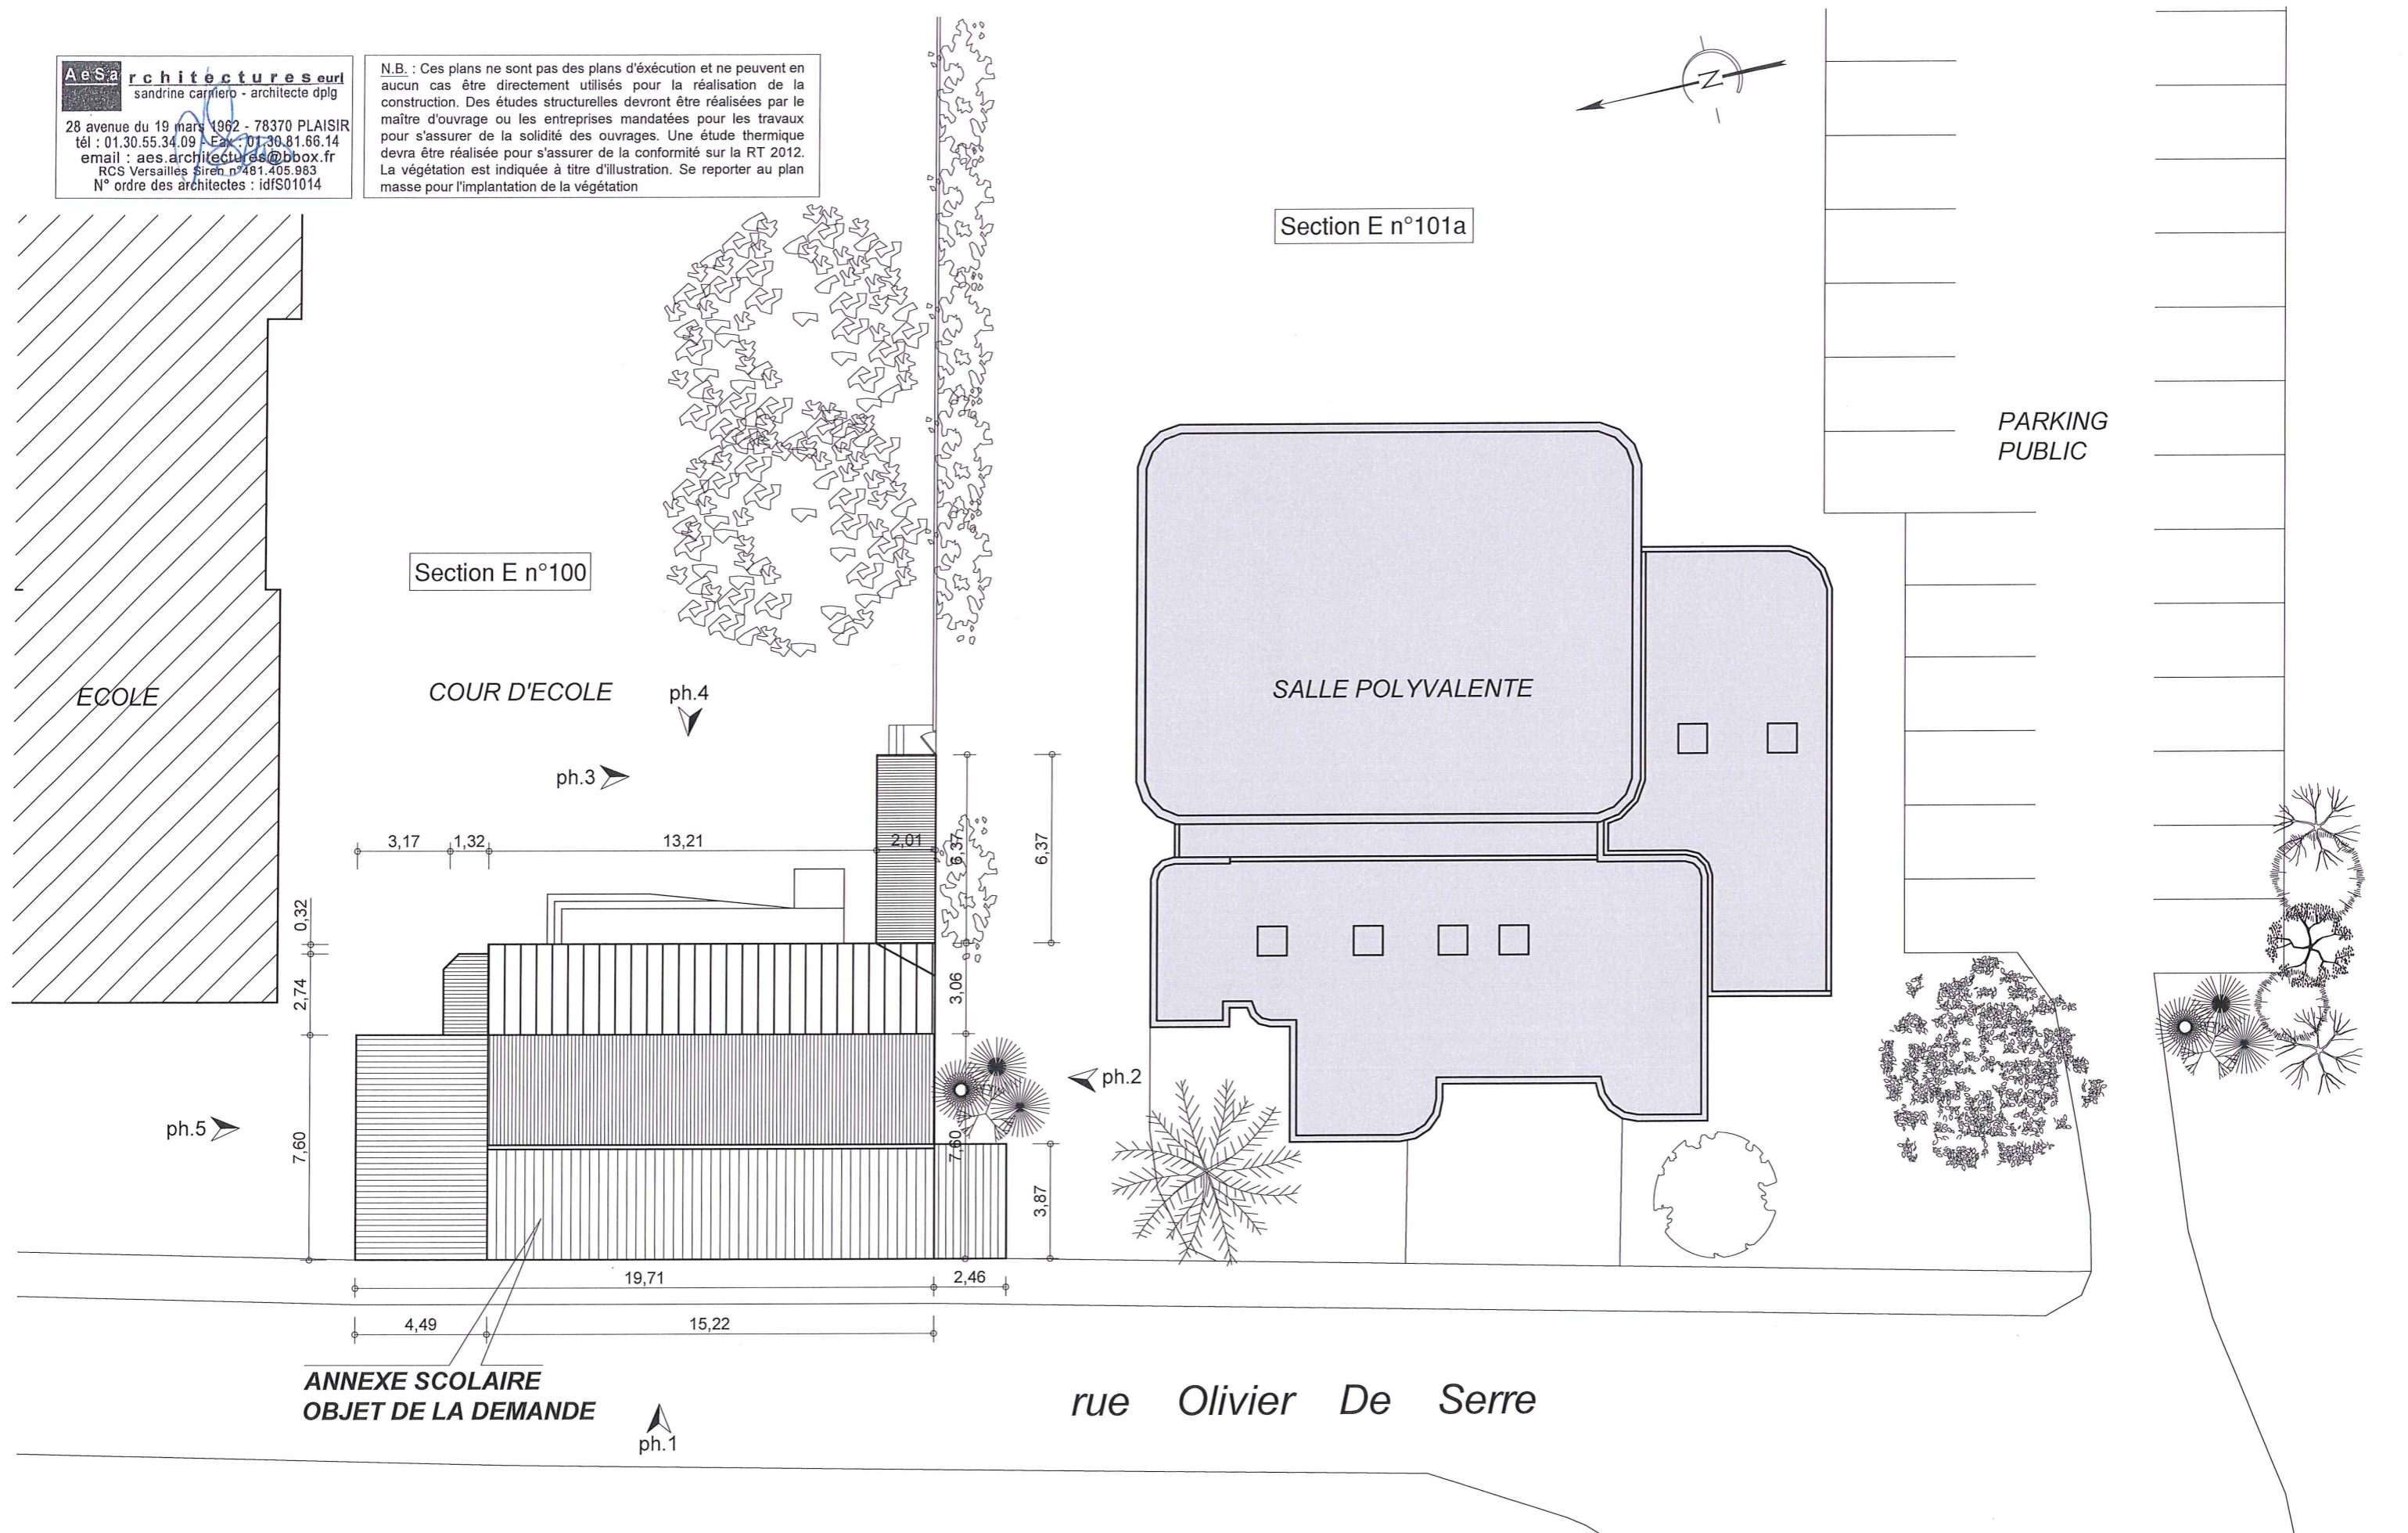 AeSa rchitectures eurl
sandrine carniero - architecte dplg
28 avenue du 19 mars 1962 - 78370 PLAISIR
tél : 01.30.55.34.09 - Fax : 01.30.81.66.14
email : aes.architectures@bbox.fr
RCS Versailles Siren n°481.405.983
N° ordre des architectes : idfS01014
N.B. : Ces plans ne sont pas des plans d'éxécution et ne peuvent en
aucun cas être directement utilisés pour la réalisation de la
construction. Des études structurelles devront être réalisées par le
maître d'ouvrage ou les entreprises mandatées pour les travaux
pour s'assurer de la solidité des ouvrages. Une étude thermique
devra être réalisée pour s'assurer de la conformité sur la RT 2012.
La végétation est indiquée à titre d'illustration. Se reporter au plan
masse pour l'implantation de la végétation
N
Section E n°101a
PARKING
PUBLIC
Section E n°100
ECOLE
COUR D'ECOLE
ph.4
SALLE POLYVALENTE
ph.3
3,17
1,32
13,21
2,01
6,37
6,37
0,32
2,74
3,06
ph.2
ph.5
7,60
7,60
3,87
19,71
2,46
4,49
15,22
ANNEXE SCOLAIRE
OBJET DE LA DEMANDE
rue Olivier De Serre
ph.1